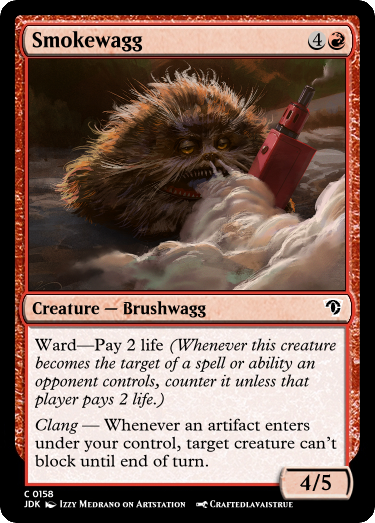 Smokewagg 4
Creature — Brushwagg
Ward—Pay 2 life (Whenever this creature
becomes the target of a spell or ability an
opponent controls, counter it unless that
player pays 2 life.)
Clang — Whenever an artifact enters
under your control, target creature can't
block until end of turn.
4/5
C 0158
JDK Izzy Medrano on Artstation Craftedlavaistrue